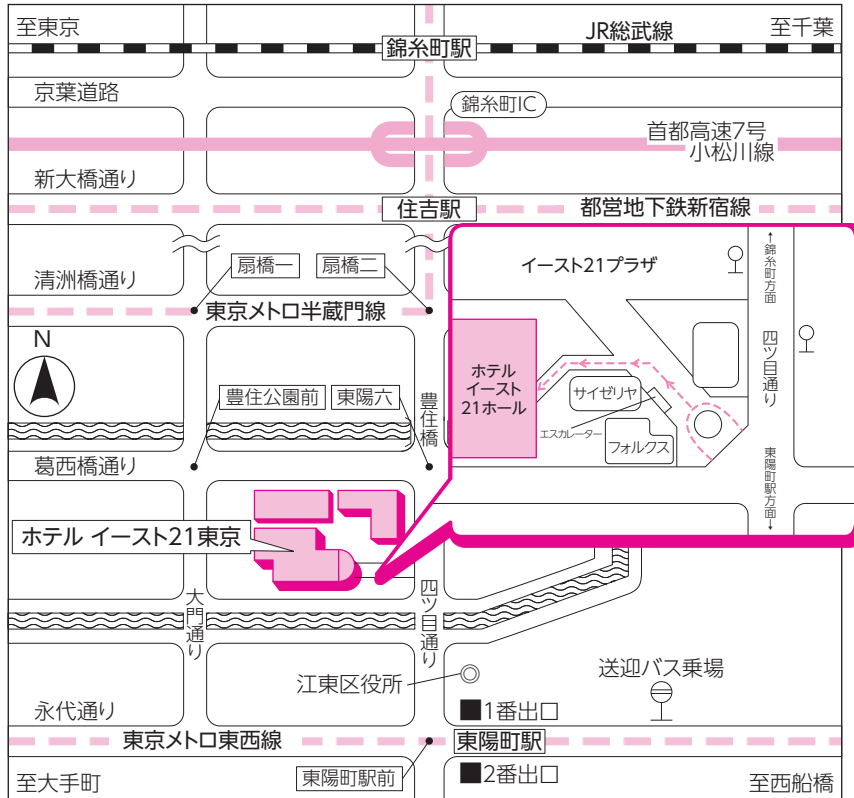 至東京
JR総武線
至千葉
錦糸町駅
京葉道路
錦糸町IC
首都高速7号
小松川線
新大橋通り
住吉駅
都営地下鉄新宿線
清洲橋通り
扇橋一
扇橋二
東京メトロ半蔵門線
N
豊住公園前
東陽六
豊住橋
葛西橋通り
イースト21プラザ
←錦糸町方面
四ツ目通り
東陽町駅方面→
ホテル
イースト
21ホール
サイゼリヤ
エスカレーター
フォルクス
ホテル イースト21東京
大門通り
四ツ目通り
江東区役所
送迎バス乗場
永代通り
■1番出口
東京メトロ東西線
東陽町駅
至大手町
東陽町駅前
■2番出口
至西船橋